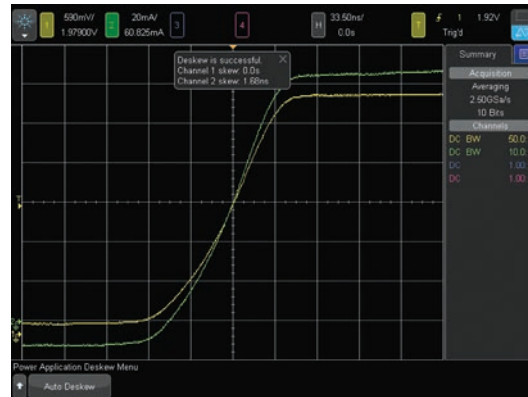 1 590mV/ 2 20mA/ 3 4 H 33.50ns/ T 1 1.92V
1.97900V 60.825mA 0.0s Trig'd
Deskew is successful.
Channel 1 skew: 0.0s
Channel 2 skew: 1.68ns
Summary
Acquisition
Averaging
2.50GSa/s
10 Bits
Channels
DC BW 50.0:
DC BW 10.0:
DC 1.00:
DC 1.00:
T
Power Application Deskew Menu
Auto Deskew